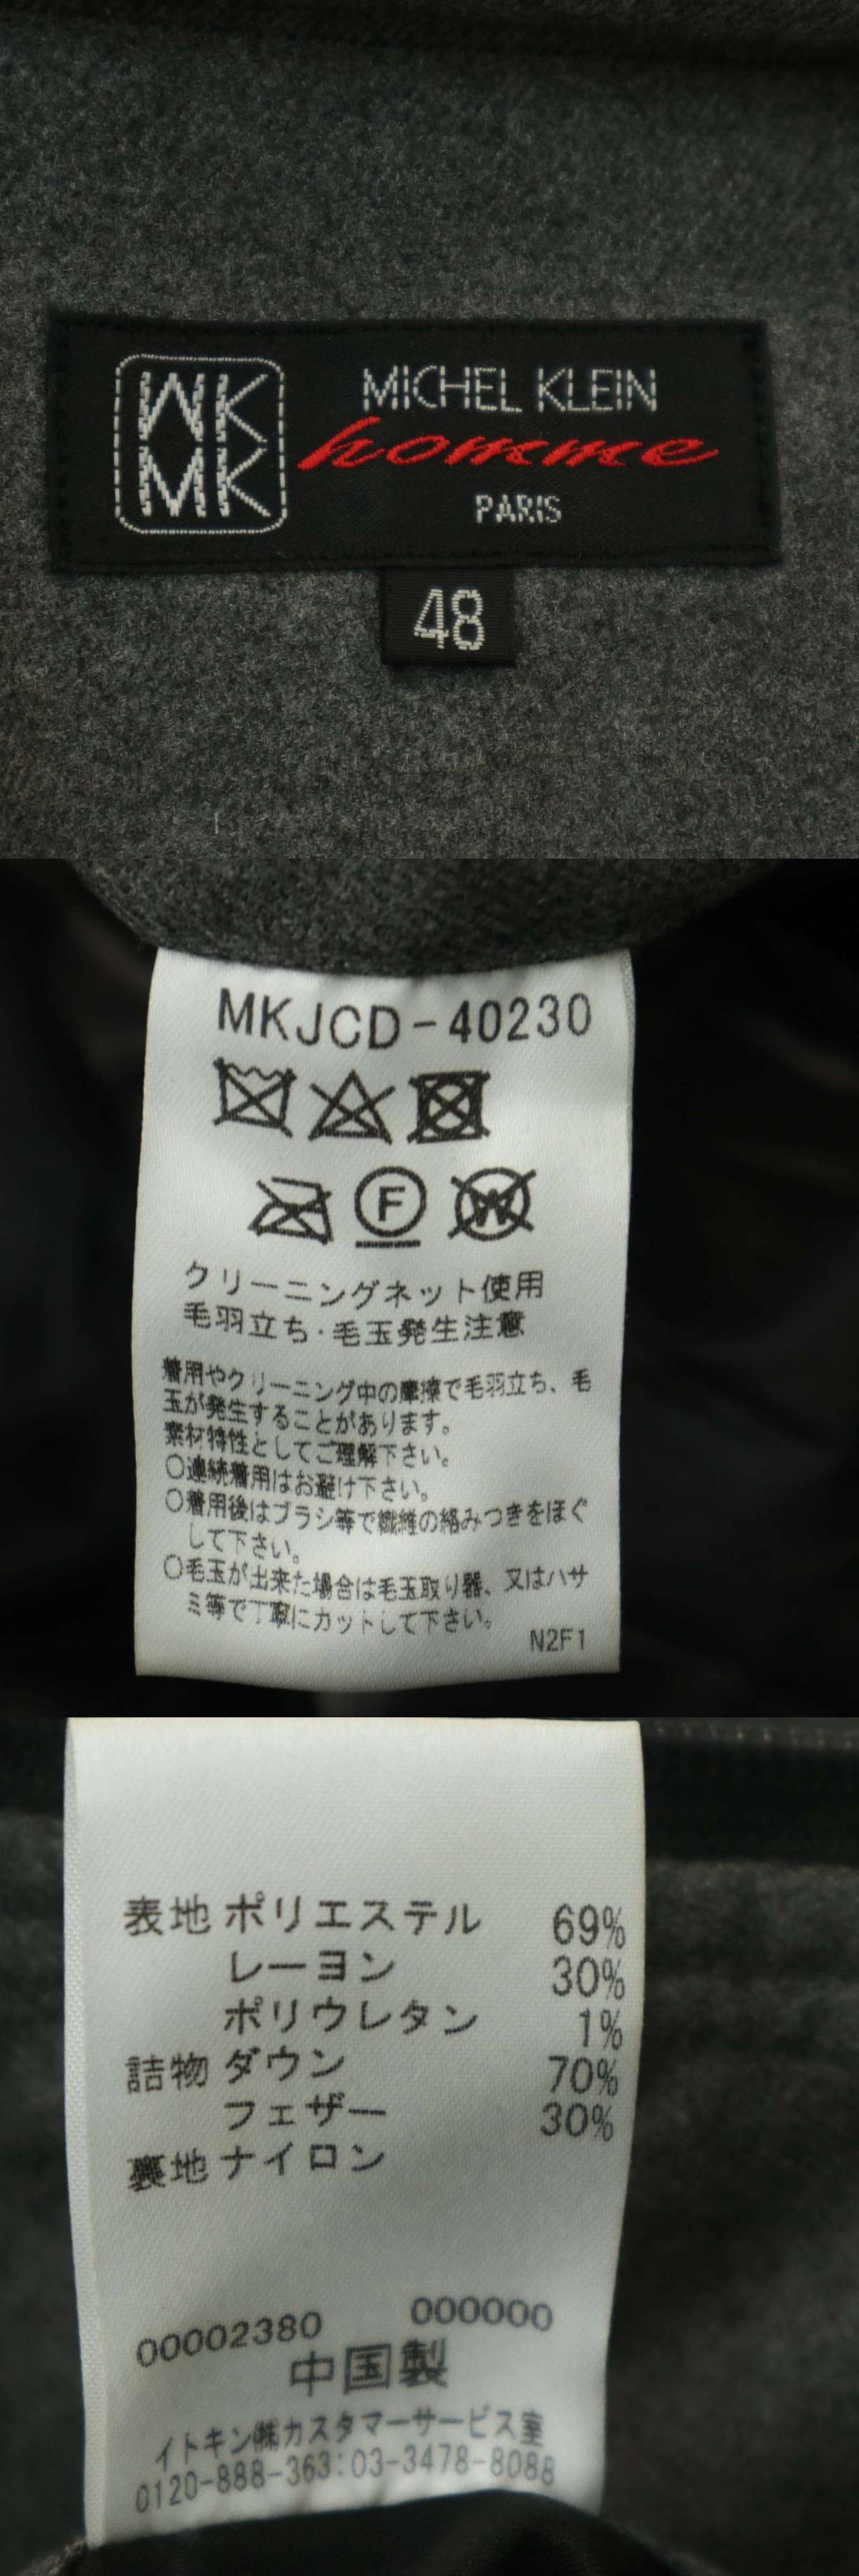 MK
MK
MICHEL KLEIN
homme
PARIS
48
MKJCD-40230
F
W
クリーニングネット使用
毛羽立ち・毛玉発生注意
着用やクリーニング中の摩擦で毛羽立ち、毛
玉が発生することがあります。
素材特性としてご理解下さい。
○連続着用はお避け下さい。
○着用後はブラシ等で繊維の絡みつきをほぐ
して下さい。
○毛玉が出来た場合は毛玉取り器、又はハサ
ミ等で丁寧にカットして下さい。
N2F1
表地 ポリエステル 69%
レーヨン 30%
ポリウレタン 1%
詰物 ダウン 70%
フェザー 30%
裏地 ナイロン
00002380 000000
中国製
イトキン㈱カスタマーサービス室
0120-888-363:03-3478-8088